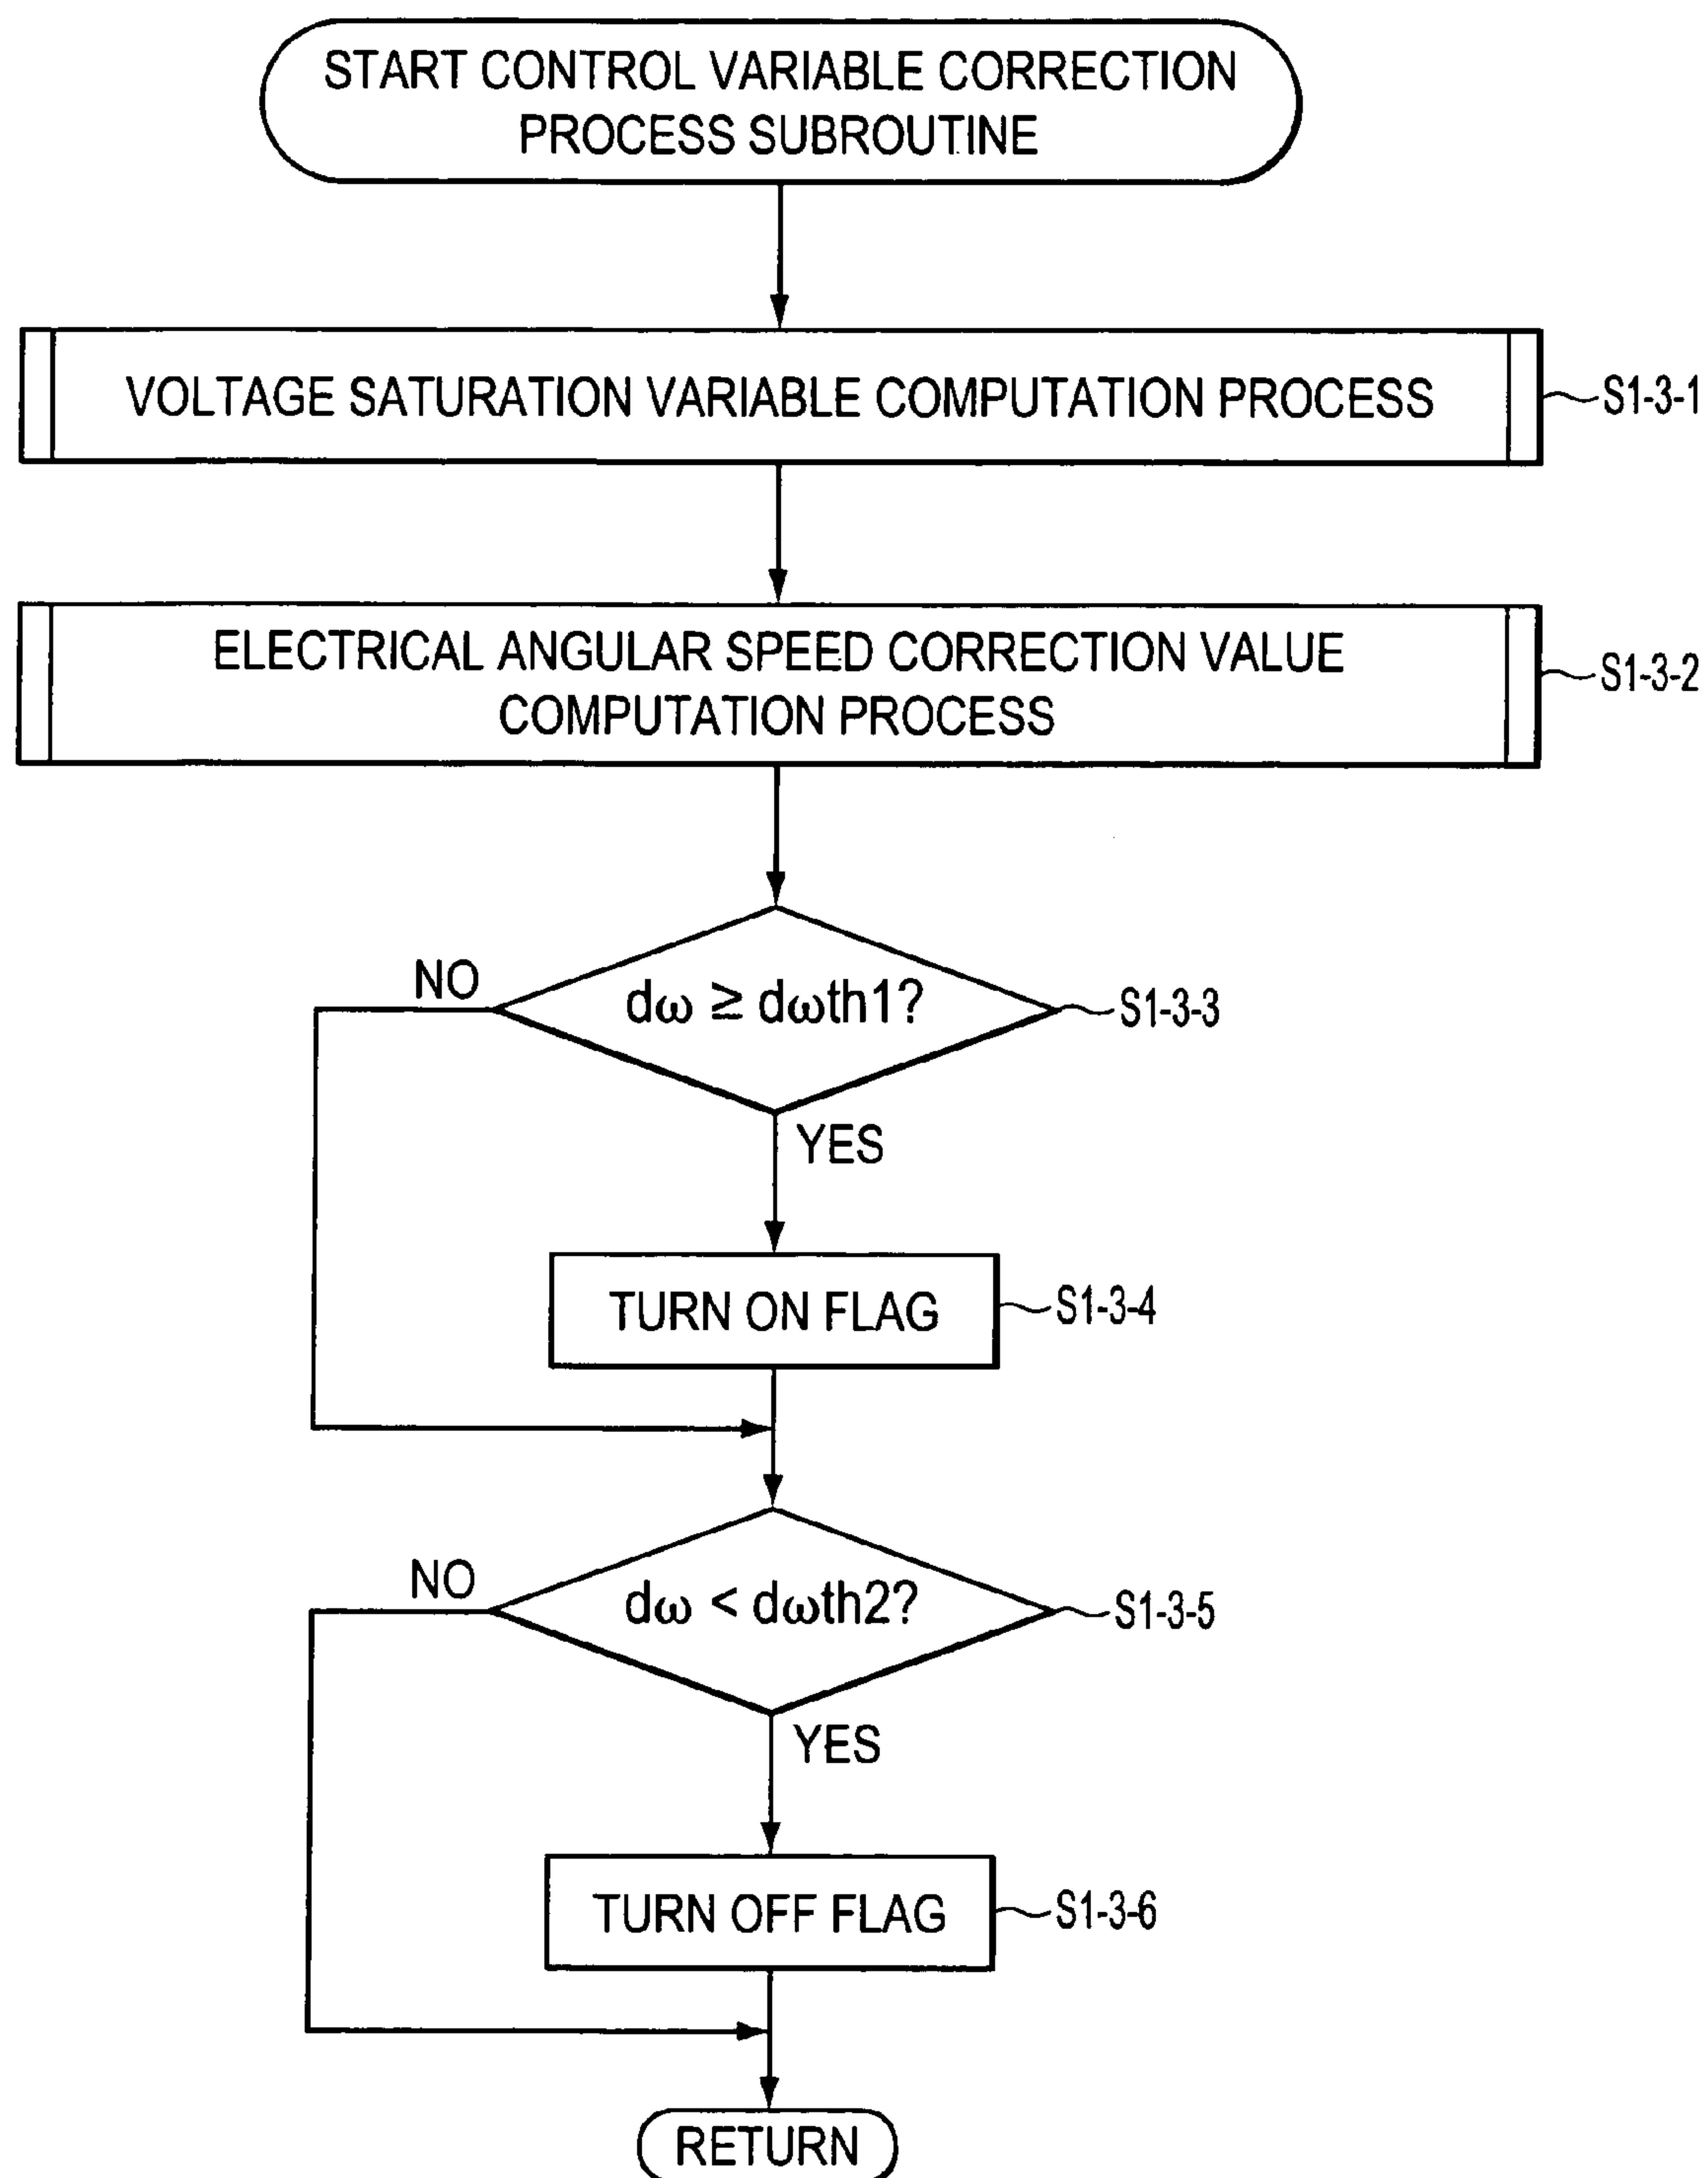 START CONTROL VARIABLE CORRECTION
PROCESS SUBROUTINE
VOLTAGE SATURATION VARIABLE COMPUTATION PROCESS
S1-3-1
ELECTRICAL ANGULAR SPEED CORRECTION VALUE
COMPUTATION PROCESS
S1-3-2
NO
dω ≥ dωth1?
S1-3-3
YES
TURN ON FLAG
S1-3-4
NO
dω < dωth2?
S1-3-5
YES
TURN OFF FLAG
S1-3-6
RETURN